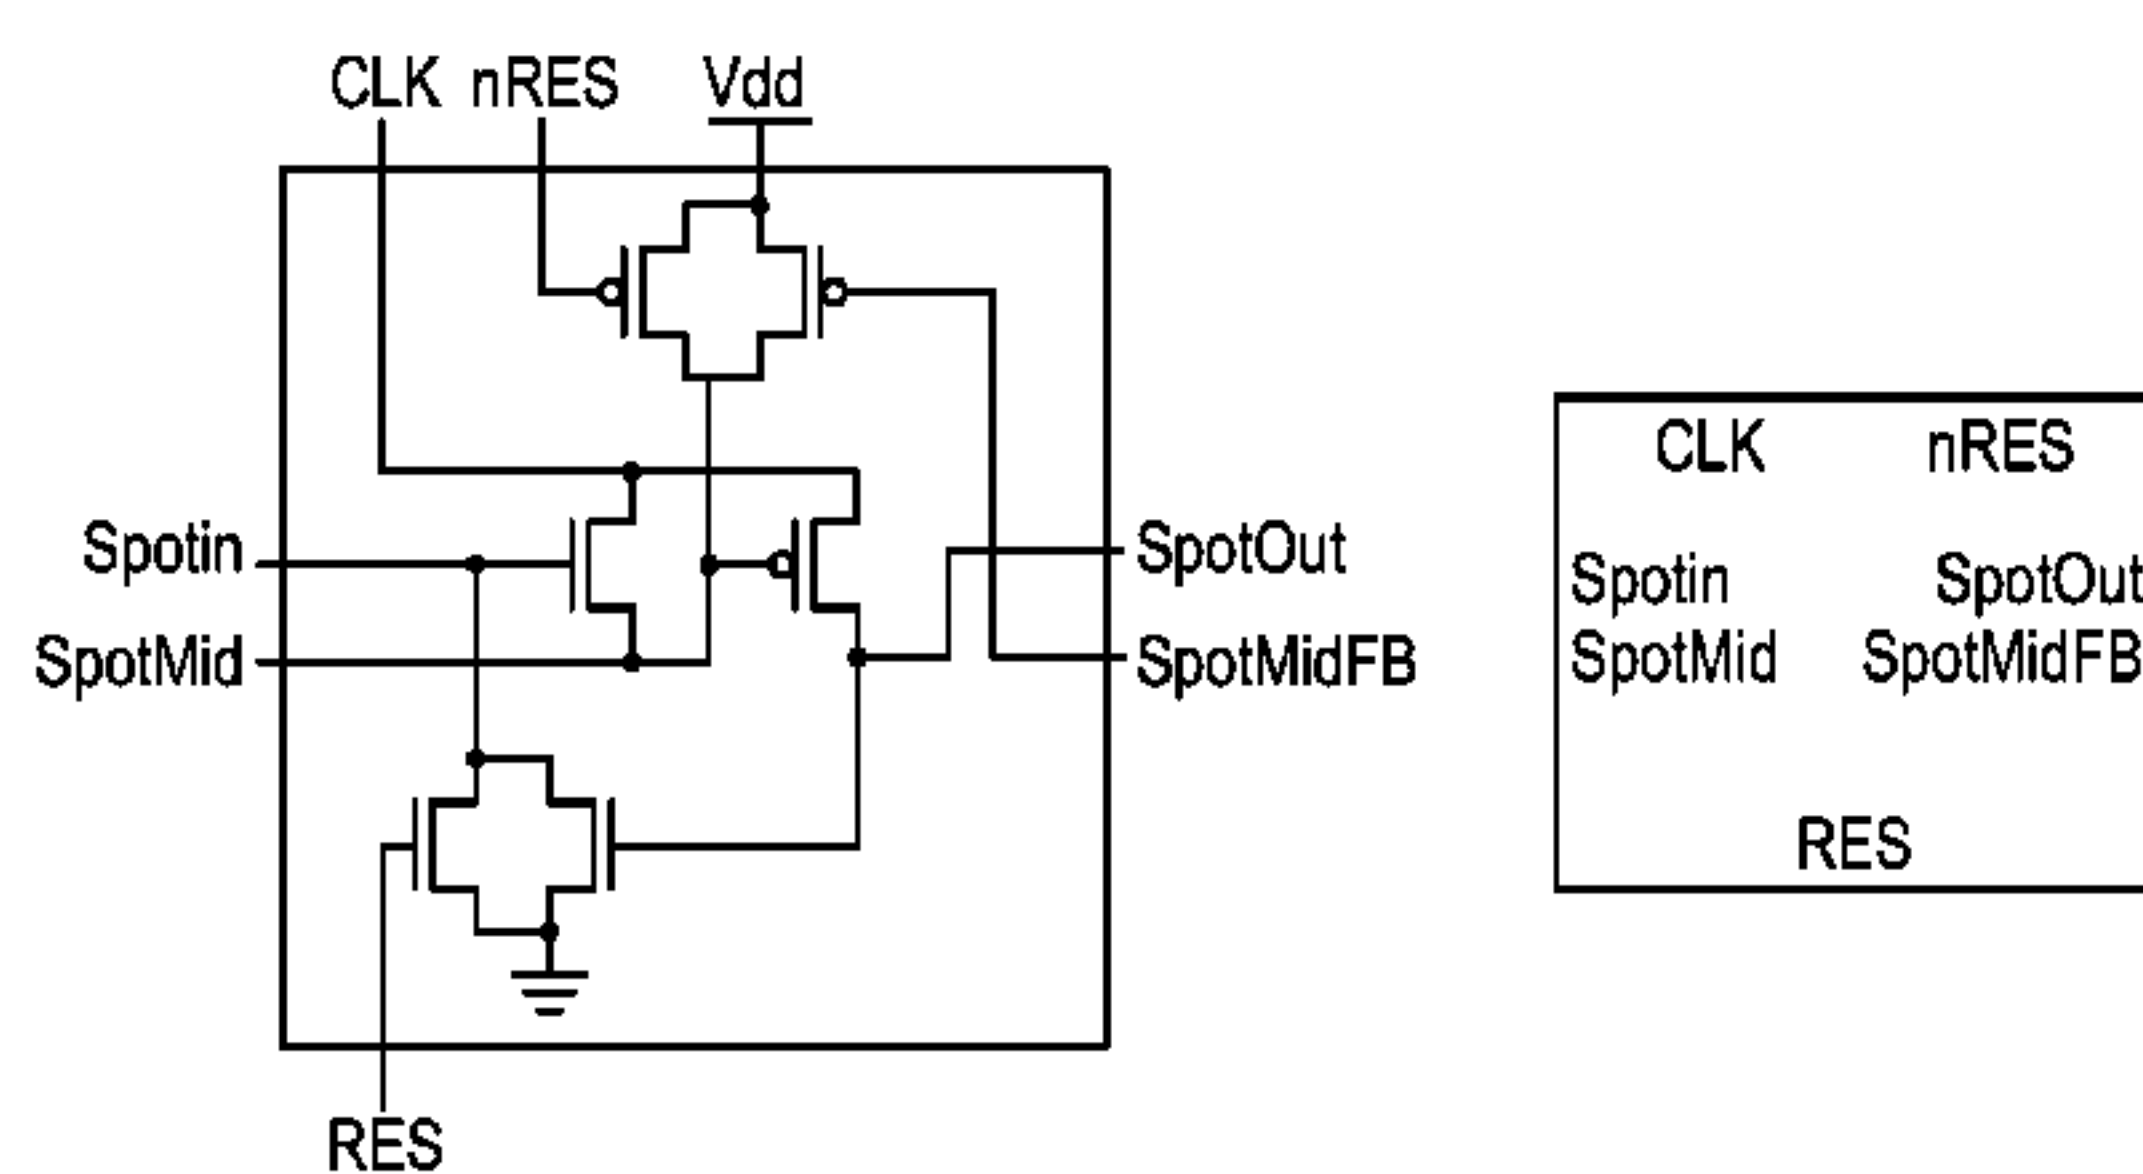 CLK nRES Vdd
Spotin
SpotMid
SpotOut
SpotMidFB
RES
CLK nRES
Spotin SpotOut
SpotMid SpotMidFB
RES